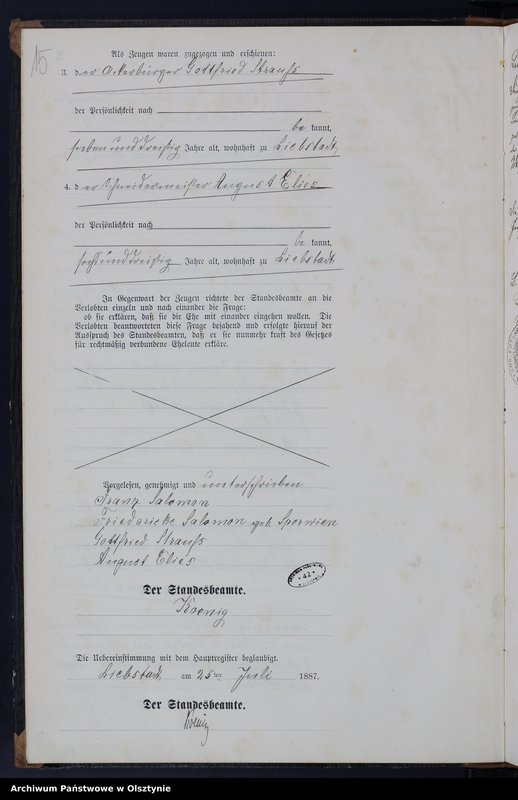 15
Als Zeugen waren zugezogen und erschienen:
3. der Ackerbürger Gottfried Strauß
der Persönlichkeit nach
be kannt,
siebenunddreißig Jahre alt, wohnhaft zu Liebstadt
4. der Schneidermeister August Elies
der Persönlichkeit nach
be kannt,
sechsunddreißig Jahre alt, wohnhaft zu Liebstadt
In Gegenwart der Zeugen richtete der Standesbeamte an die
Verlobten einzeln und nach einander die Frage:
ob sie erklären, daß sie die Ehe mit einander eingehen wollen. Die
Verlobten beantworteten diese Frage bejahend und erfolgte hierauf der
Ausspruch des Standesbeamten, daß er sie nunmehr kraft des Gesetzes
für rechtmäßig verbundene Eheleute erkläre.
Vorgelesen, genehmigt und unterschrieben
Franz Salomon
Friedericke Salomon geb. Sporwien
Gottfried Strauß
August Elies
Der Standesbeamte.
42
Koenig
Die Uebereinstimmung mit dem Hauptregister beglaubigt.
Liebstadt, am 25ten Juli 1887.
Der Standesbeamte.
Koenig
Archiwum Państwowe w Olsztynie